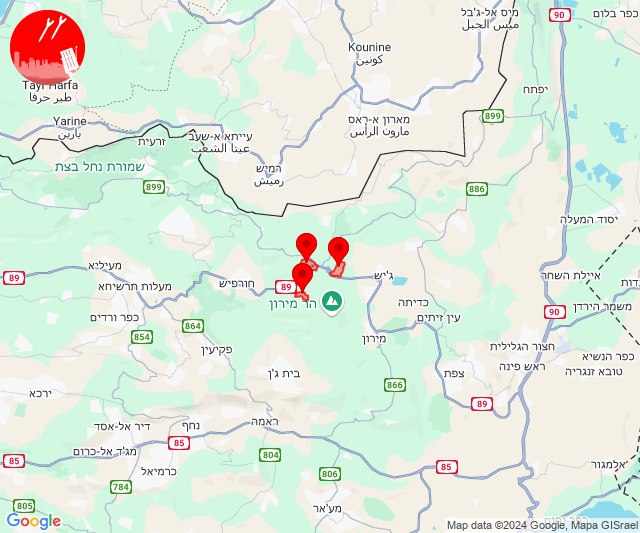 מיס אל-ג'בל
ميس الجبل
90
כפר בלום
Kounine
كونين
Tayr Harfa
طير حرفا
יפתח
Yarine
يارين
מארון א-ראס
مارون الراس
899
עייתא א-שעב
عيتا الشعب
זרעית
שמורת נחל בצת
899
רמיש
رميش
886
יסוד המעלה
מעיליא
89
מעלות תרשיחא
חורפיש
89
ג'יש
איילת השחר
הר מירון
כדיתה
90
משמר הירדן
כפר ורדים
864
עין זיתים
854
מירון
חצור הגלילית
פקיעין
כפר הנשיא
ראש פינה
טובא זנגריה
בית ג'ן
צפת
ירכא
866
89
ראמה
נחף
דיר אל-אסד
85
מג'ד אל-כרום
85
804
85
אלמגור
כרמיאל
806
784
805
מע'אר
Google
Map data ©2024 Google, Mapa GISrael